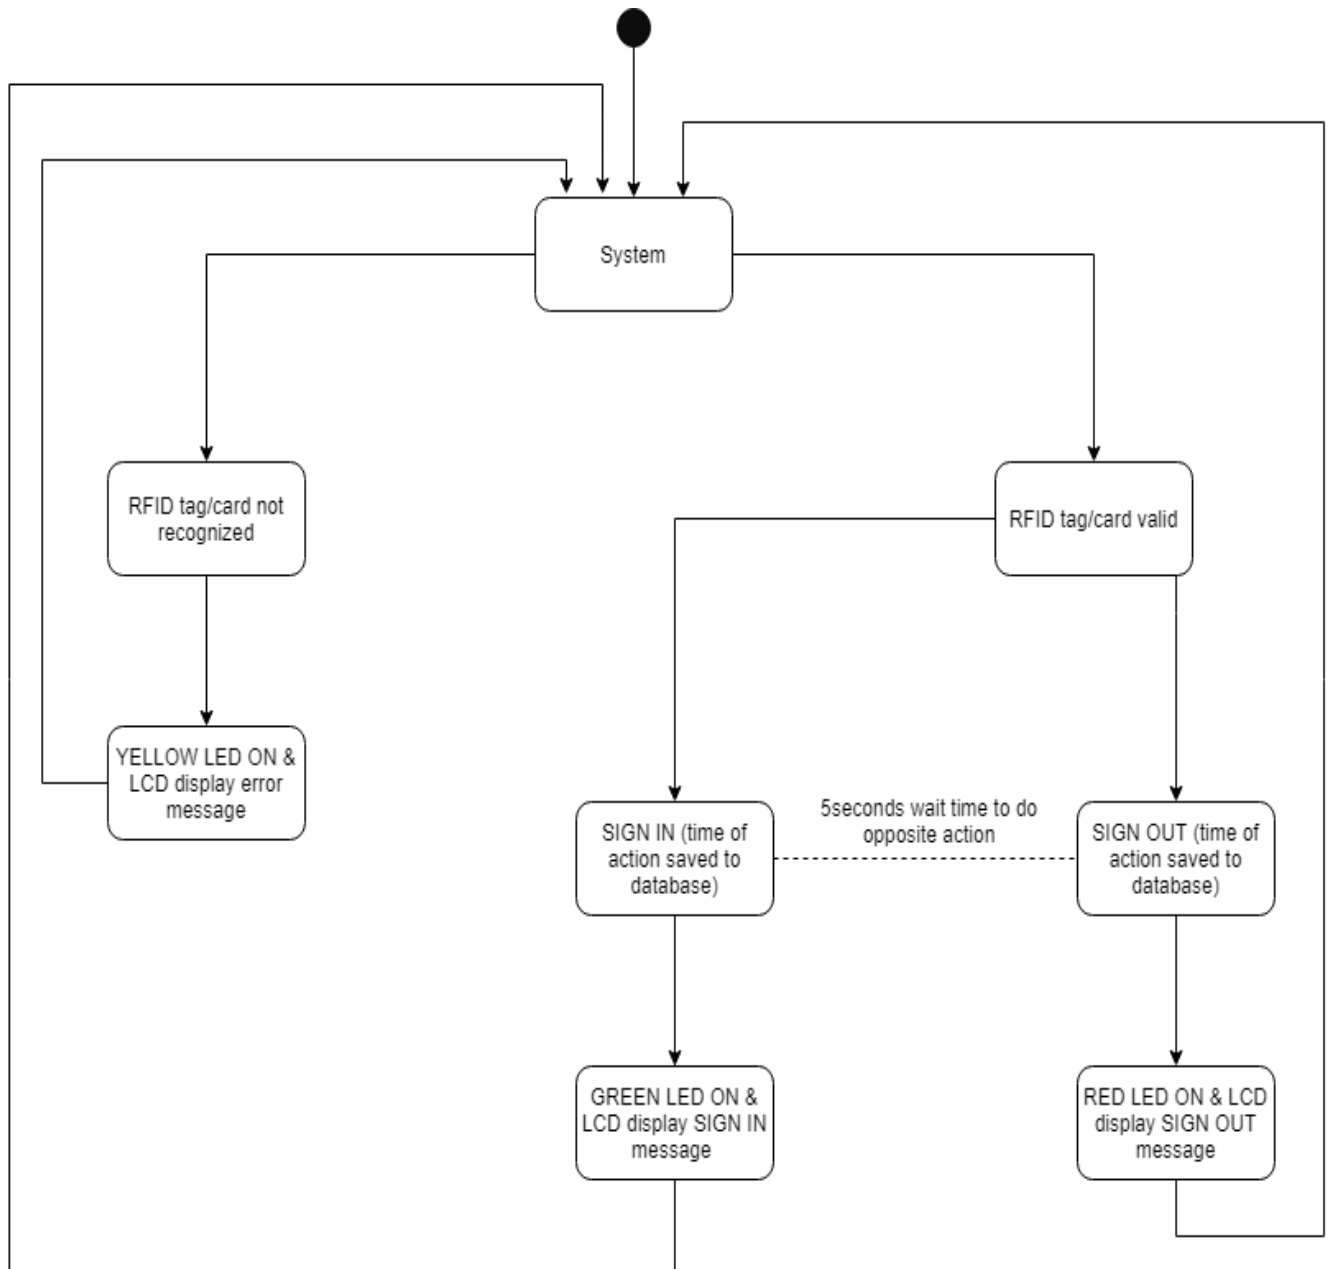 System
RFID tag/card not
recognized
RFID tag/card valid
YELLOW LED ON &
LCD display error
message
SIGN IN (time of
action saved to
database)
5seconds wait time to do
opposite action
SIGN OUT (time of
action saved to
database)
GREEN LED ON &
LCD display SIGN IN
message
RED LED ON & LCD
display SIGN OUT
message